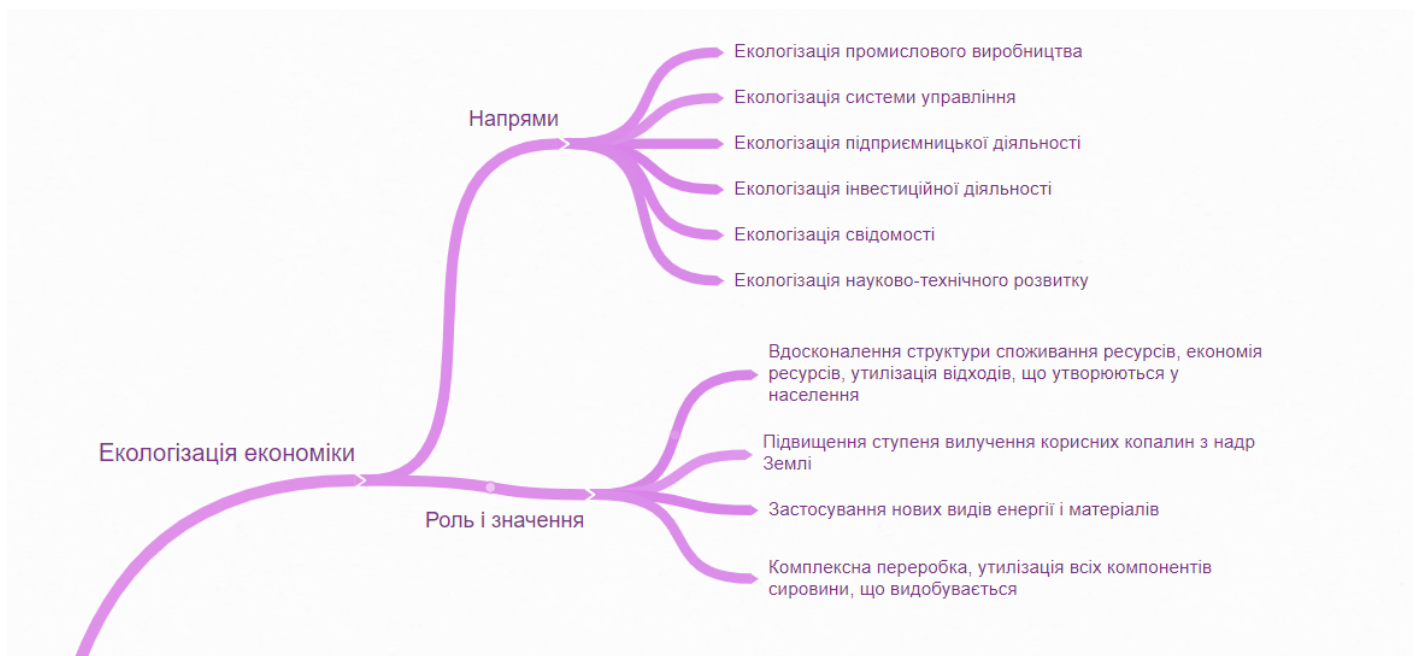 Екологізація промислового виробництва
Екологізація системи управління
Напрями
Екологізація підприємницької діяльності
Екологізація інвестиційної діяльності
Екологізація свідомості
Екологізація науково-технічного розвитку
Вдосконалення структури споживання ресурсів, економія
ресурсів, утилізація відходів, що утворюються у
населення
Екологізація економіки
Підвищення ступеня вилучення корисних копалин з надр
Землі
Роль і значення
Застосування нових видів енергії і матеріалів
Комплексна переробка, утилізація всіх компонентів
сировини, що видобувається